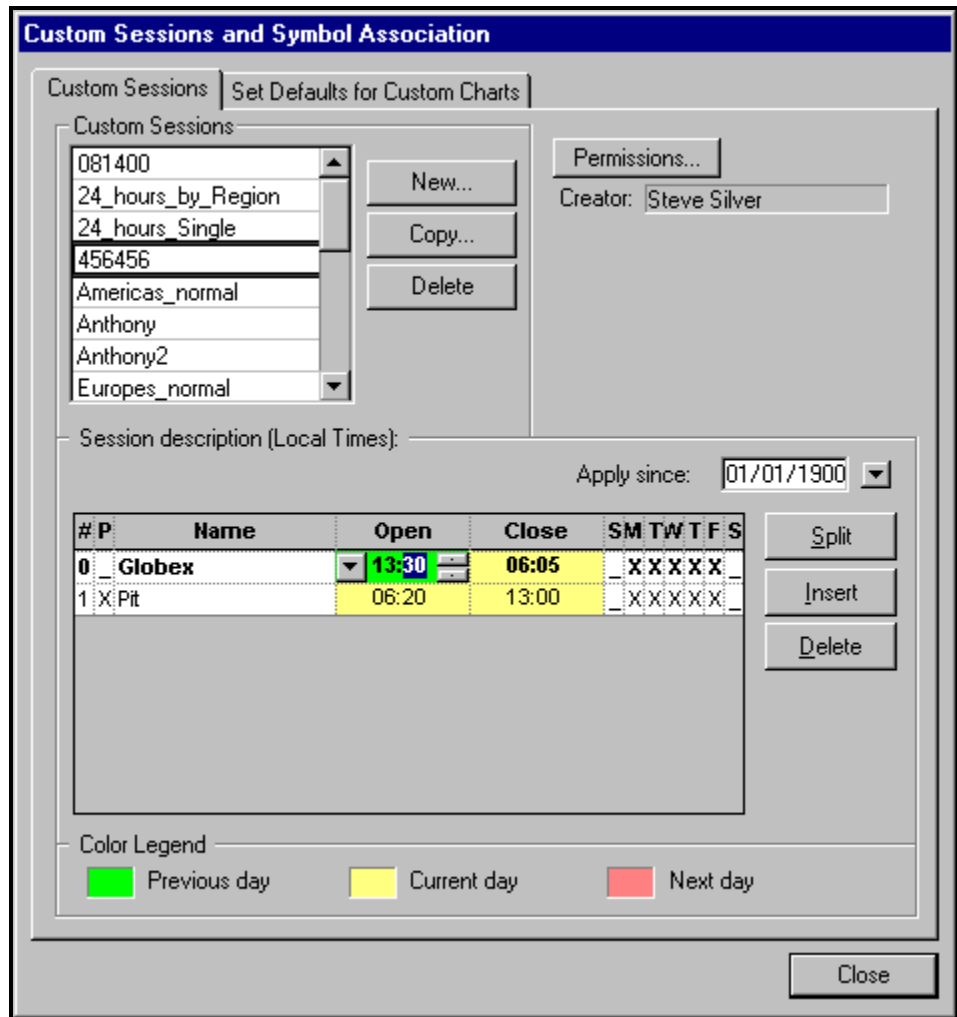 Custom Sessions and Symbol Association
Custom Sessions Set Defaults for Custom Charts
Custom Sessions
081400
24_hours_by_Region
24_hours_Single
456456
Americas_normal
Anthony
Anthony2
Europes_normal
New...
Copy...
Delete
Permissions...
Creator: Steve Silver
Session description (Local Times):
Apply since: 01/01/1900
# P Name Open Close S M T W T F S
0 _ Globex 13:30 06:05 _ X X X X X _
1 X Pit 06:20 13:00 _ X X X X X _
Split
Insert
Delete
Color Legend
Previous day Current day Next day
Close